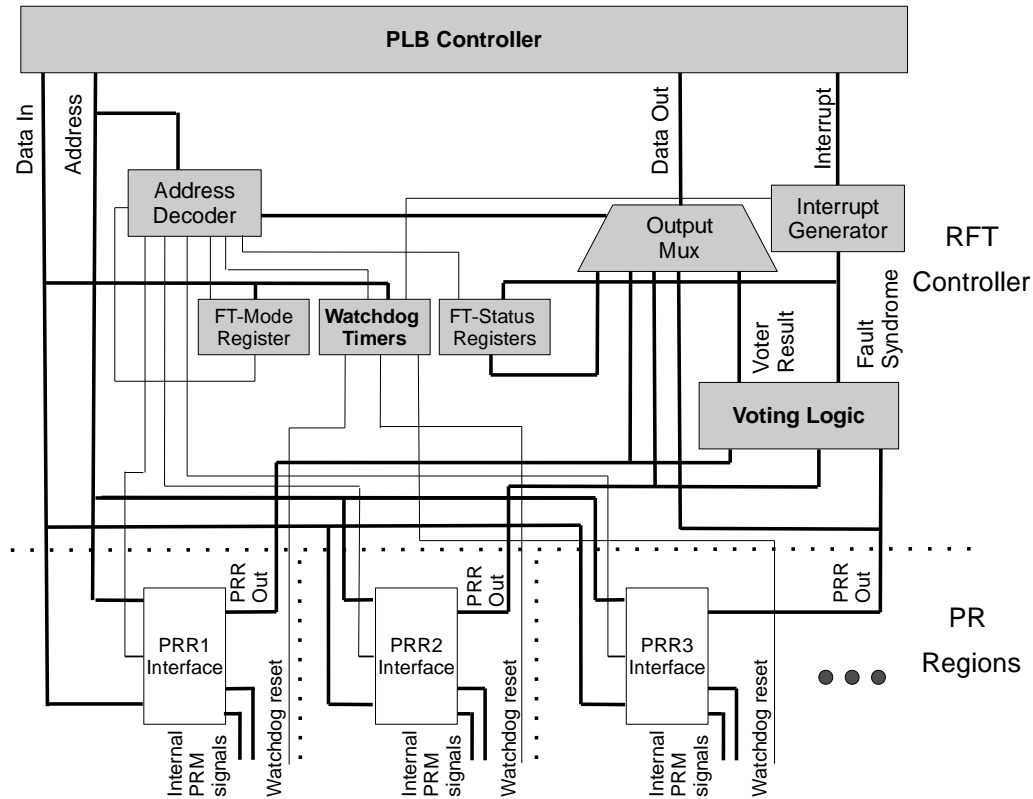 PLB Controller
Data In
Address
Data Out
Interrupt
Address
Decoder
Output
Mux
Interrupt
Generator
RFT
Controller
FT-Mode
Register
Watchdog
Timers
FT-Status
Registers
Voter
Result
Fault
Syndrome
Voting Logic
PRR
Out
PRR
Out
PRR
Out
PRR1
Interface
PRR2
Interface
PRR3
Interface
PR
Regions
Internal
PRM
signals
Watchdog reset
Internal
PRM
signals
Watchdog reset
Internal
PRM
signals
Watchdog reset